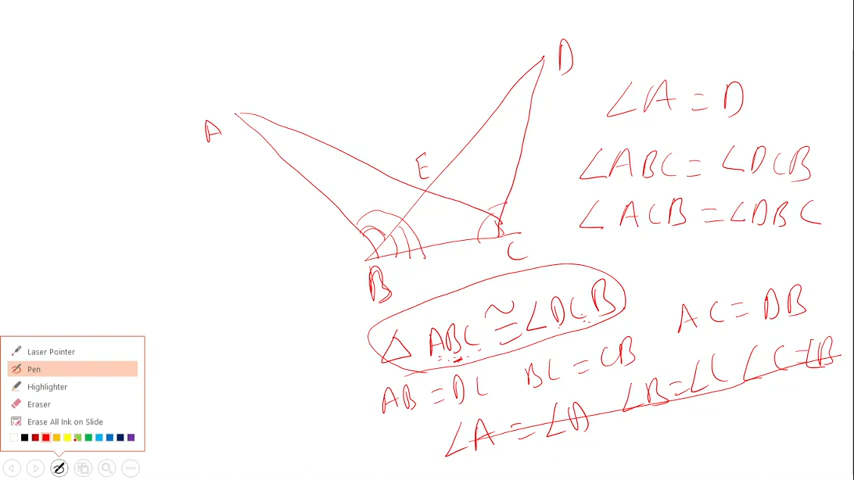 D
A
E
B
C
∠A = D
∠ABC = ∠DCB
∠ACB = ∠DBC
△ ABC ≅ ∠DCB
AC = DB
AB = DC BC = CB
∠B = ∠C ∠C = ∠B
∠A = ∠D
Laser Pointer
Pen
Highlighter
Eraser
Erase All Ink on Slide